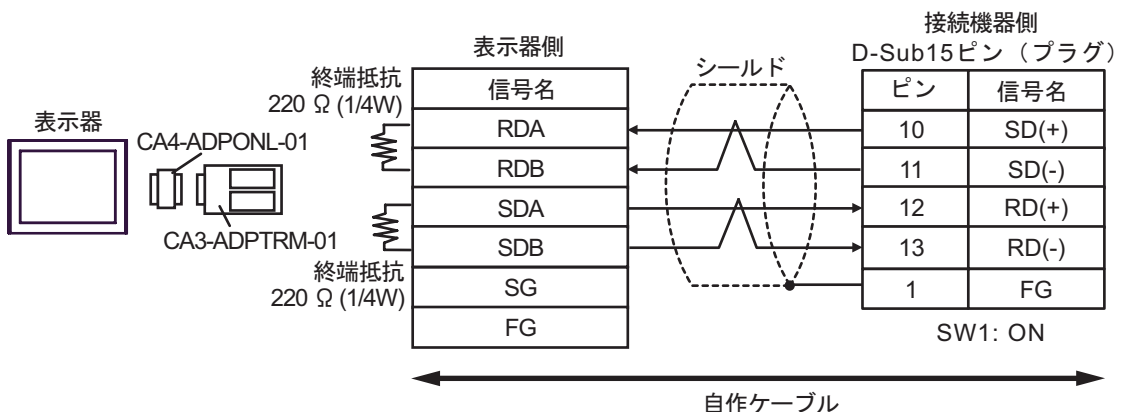 接続機器側
D-Sub15ピン（プラグ）
表示器側
シールド
終端抵抗
220 Ω (1/4W)
表示器
CA4-ADPONL-01
CA3-ADPTRM-01
終端抵抗
220 Ω (1/4W)
信号名
RDA
RDB
SDA
SDB
SG
FG
ピン 信号名
10 SD(+)
11 SD(-)
12 RD(+)
13 RD(-)
1 FG
SW1: ON
自作ケーブル